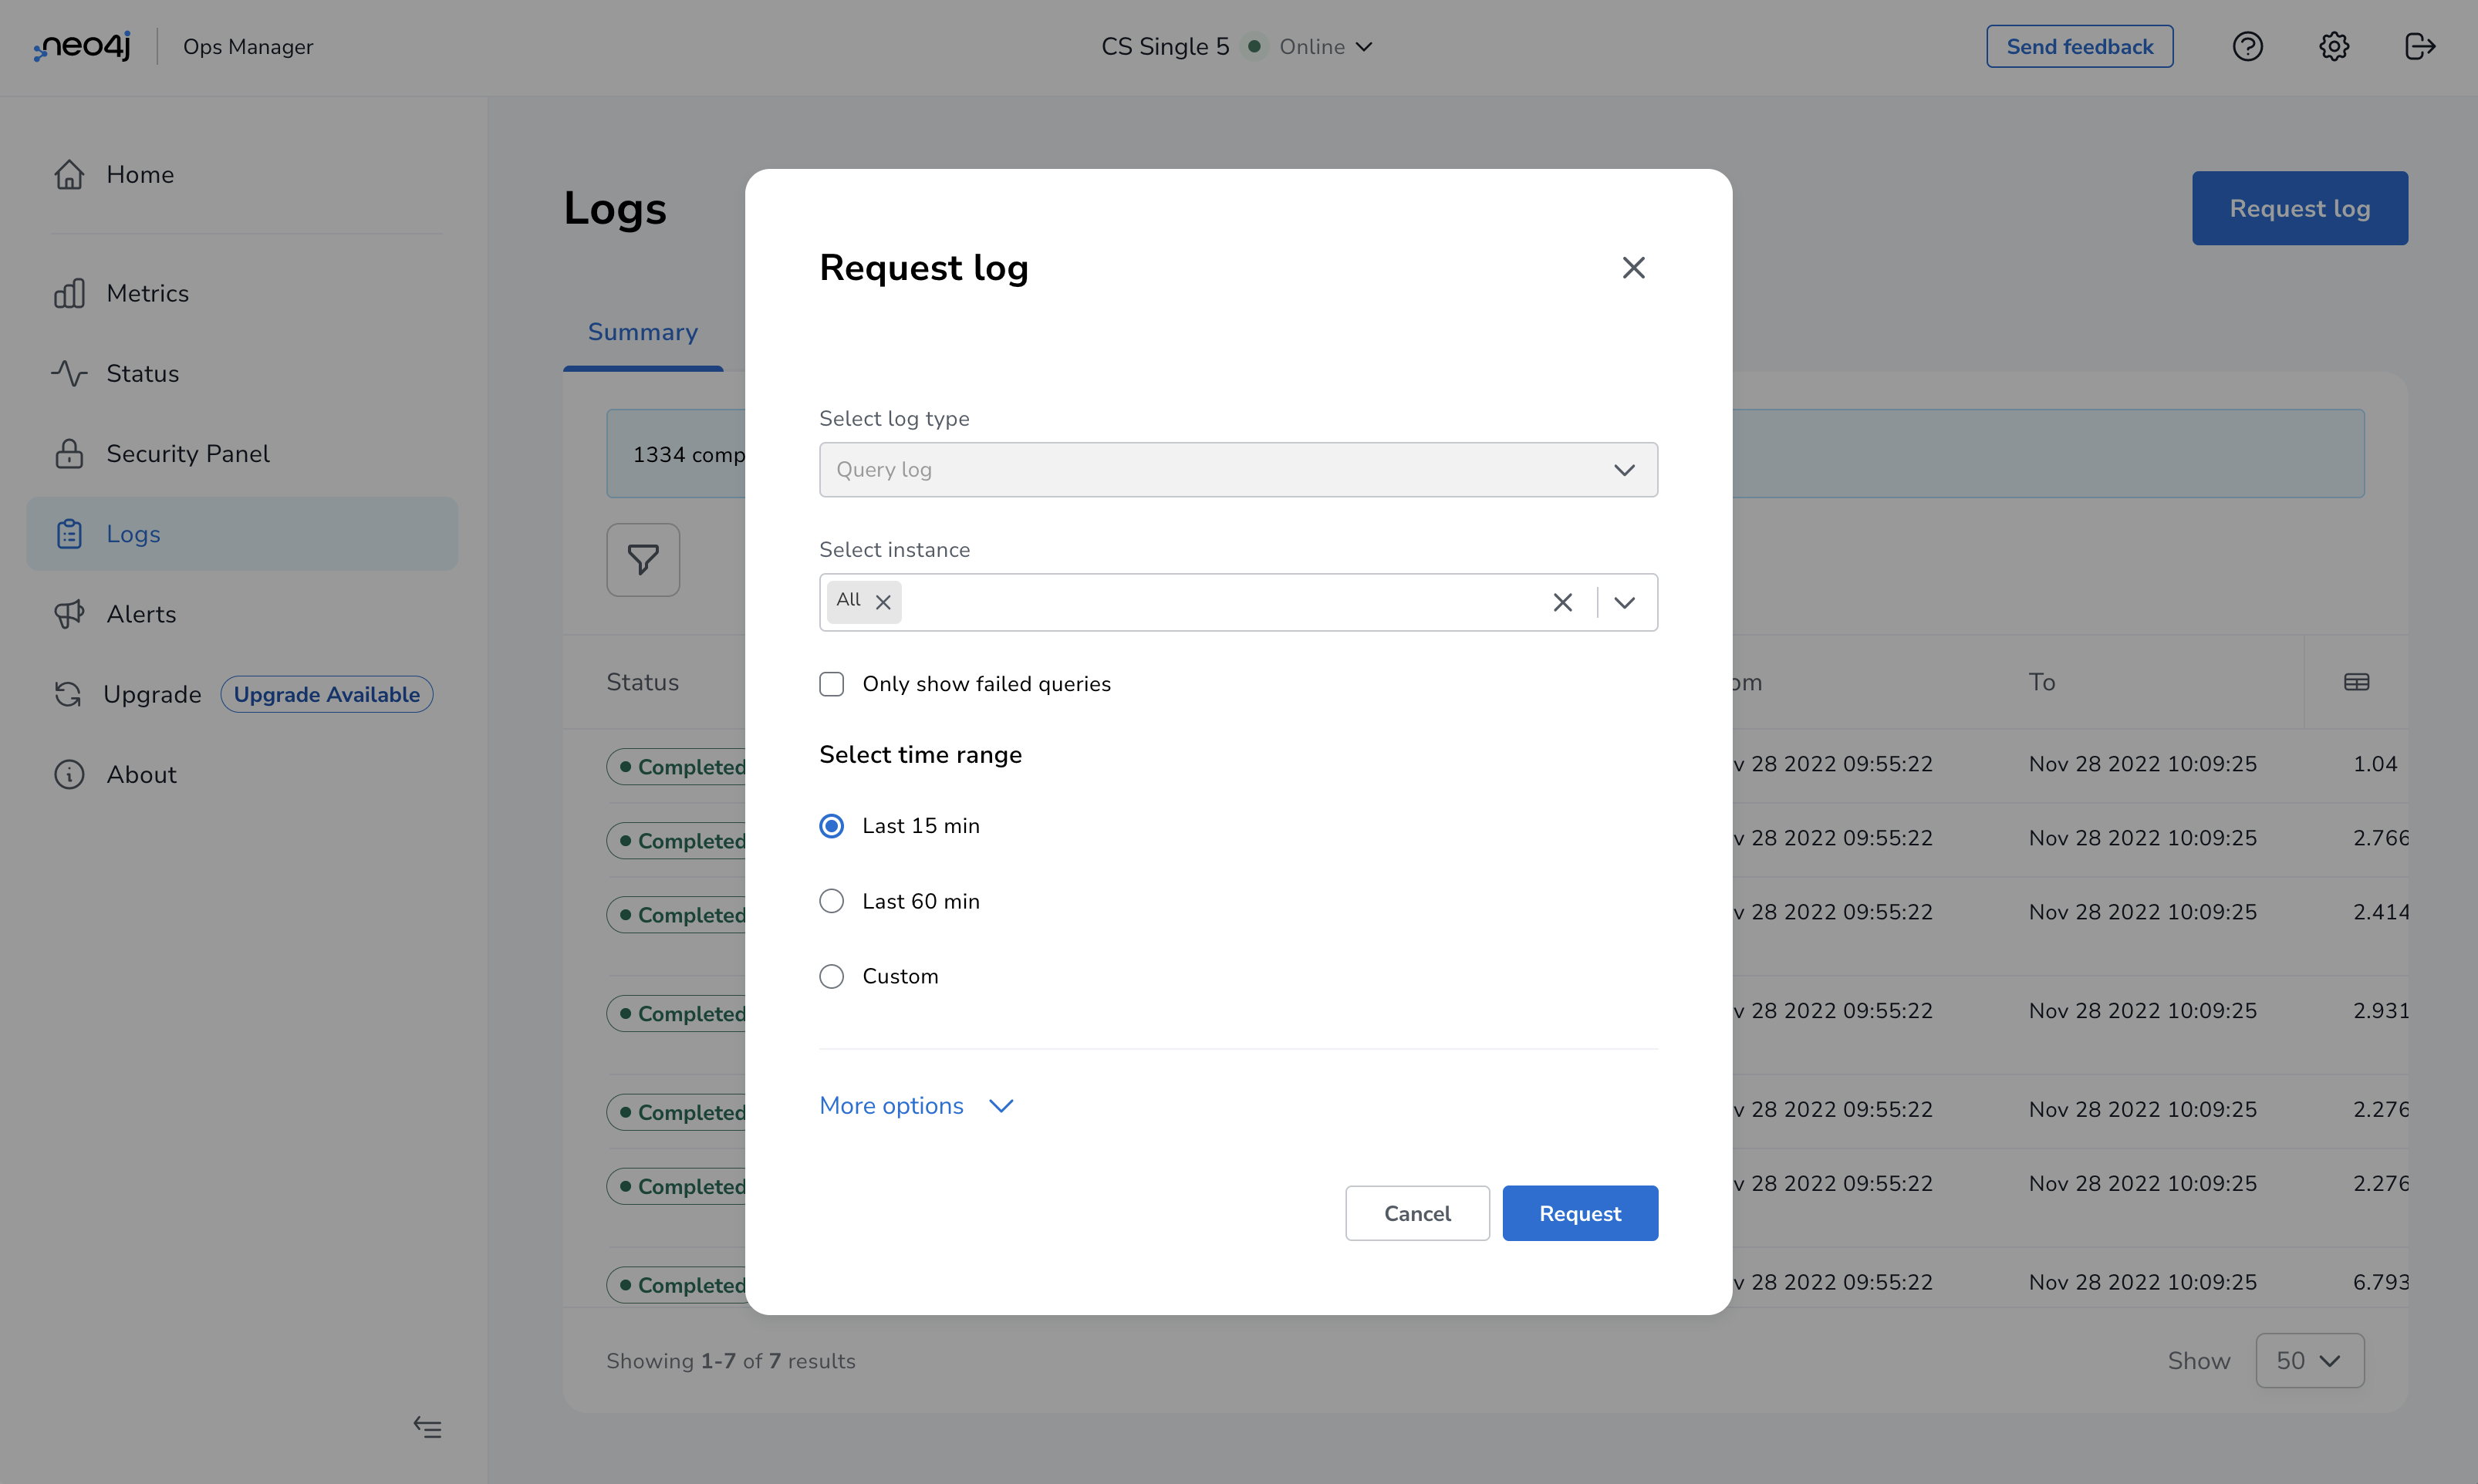 neo4j
Ops Manager
CS Single 5
Online
Send feedback
Home
Metrics
Status
Security Panel
Logs
Alerts
Upgrade
Upgrade Available
About
Logs
Request log
Summary
1334 comp
Status
om
To
Completed
v 28 2022 09:55:22
Nov 28 2022 10:09:25
1.04
Completed
v 28 2022 09:55:22
Nov 28 2022 10:09:25
2.766
Completed
v 28 2022 09:55:22
Nov 28 2022 10:09:25
2.414
Completed
v 28 2022 09:55:22
Nov 28 2022 10:09:25
2.931
Completed
v 28 2022 09:55:22
Nov 28 2022 10:09:25
2.276
Completed
v 28 2022 09:55:22
Nov 28 2022 10:09:25
2.276
Completed
v 28 2022 09:55:22
Nov 28 2022 10:09:25
6.793
Showing 1-7 of 7 results
Show
50
Request log
Select log type
Query log
Select instance
All
Only show failed queries
Select time range
Last 15 min
Last 60 min
Custom
More options
Cancel
Request